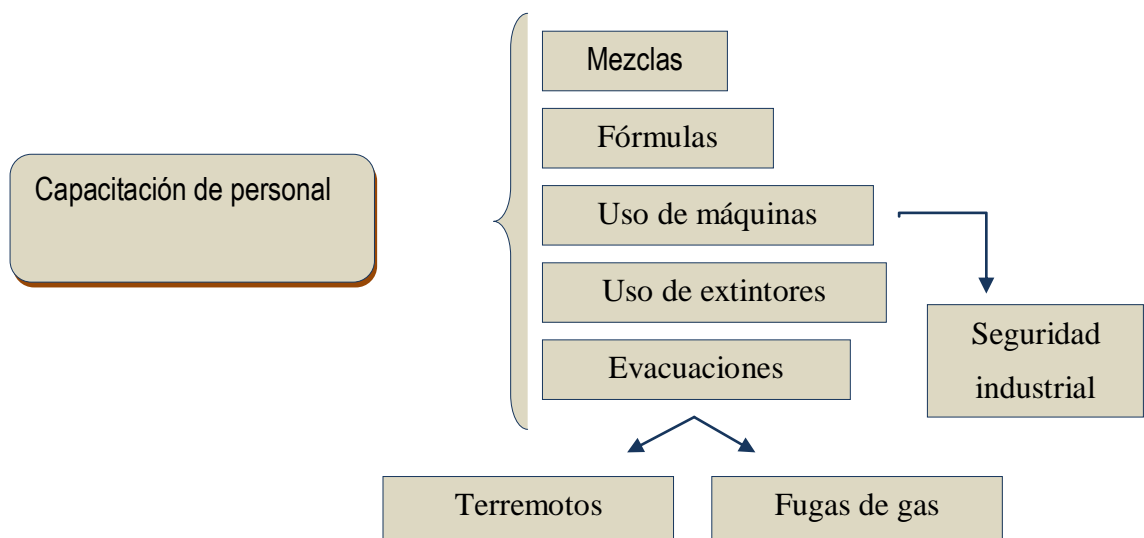 Capacitación de personal
Mezclas
Fórmulas
Uso de máquinas
Uso de extintores
Evacuaciones
Seguridad
industrial
Terremotos
Fugas de gas